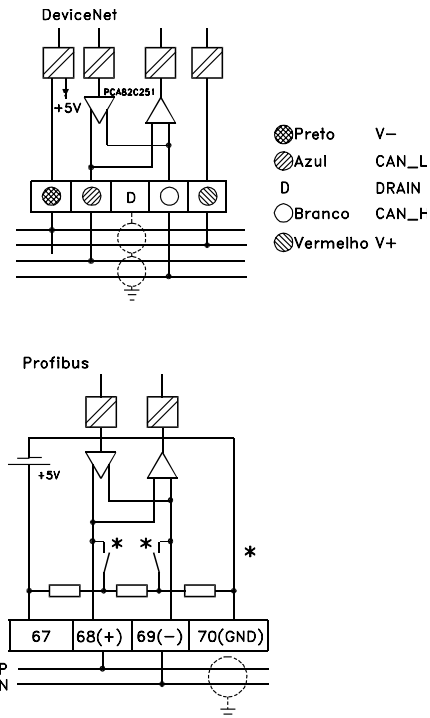 DeviceNet
+5V
PCA82C251
Preto V-
Azul CAN_L
D DRAIN
Branco CAN_H
Vermelho V+
D
Profibus
+5V
* *
*
67 68(+) 69(-) 70(GND)
P
N